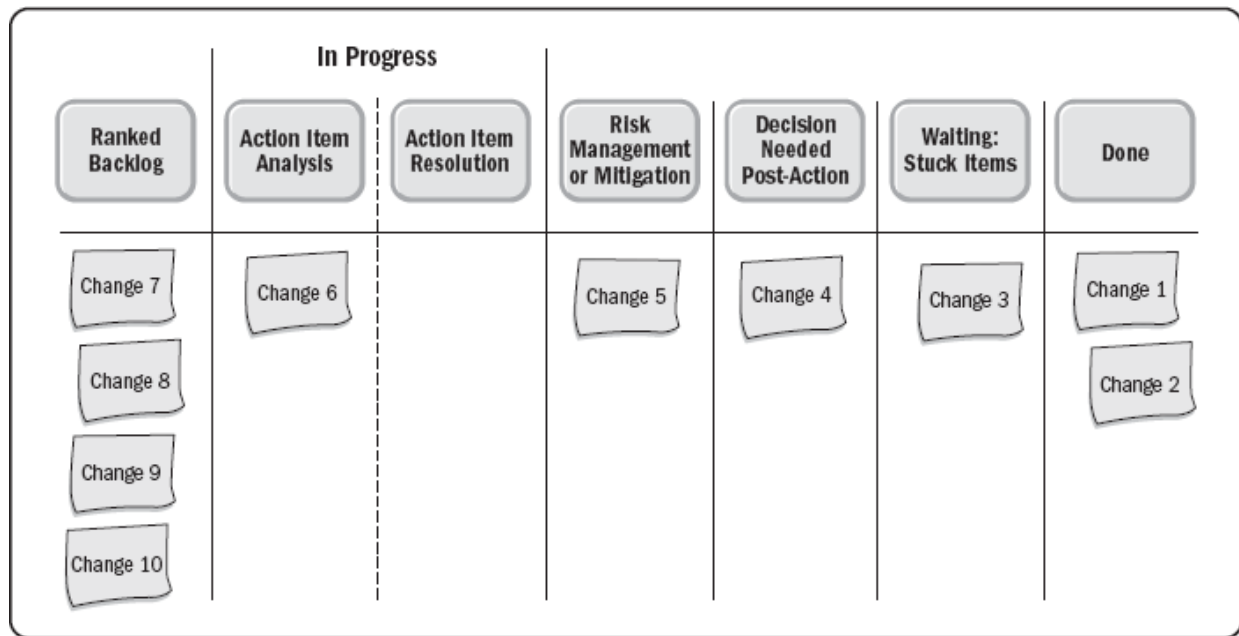 In Progress
Ranked
Backlog
Action Item
Analysis
Action Item
Resolution
Risk
Management
or Mitigation
Decision
Needed
Post-Action
Waiting:
Stuck Items
Done
Change 7
Change 8
Change 9
Change 10
Change 6
Change 5
Change 4
Change 3
Change 1
Change 2